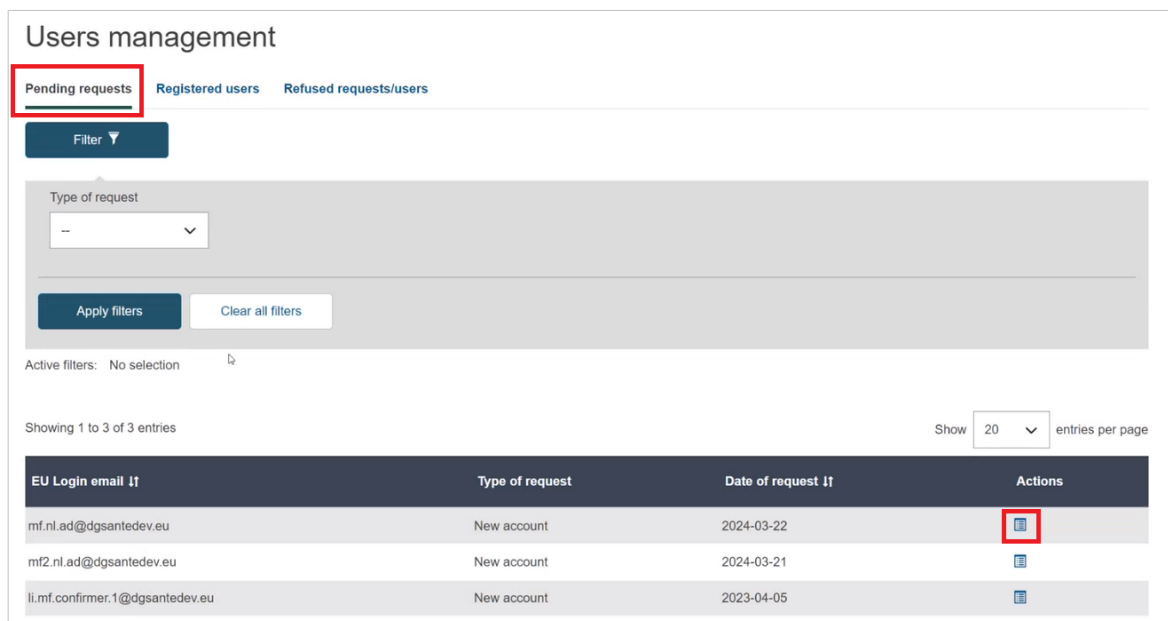 Users management
Pending requests Registered users Refused requests/users
Filter
Type of request
--
Apply filters Clear all filters
Active filters: No selection
Showing 1 to 3 of 3 entries Show 20 entries per page
EU Login email Type of request Date of request Actions
mf.nl.ad@dgsantedev.eu New account 2024-03-22
mf2.nl.ad@dgsantedev.eu New account 2024-03-21
li.mf.confirmer.1@dgsantedev.eu New account 2023-04-05